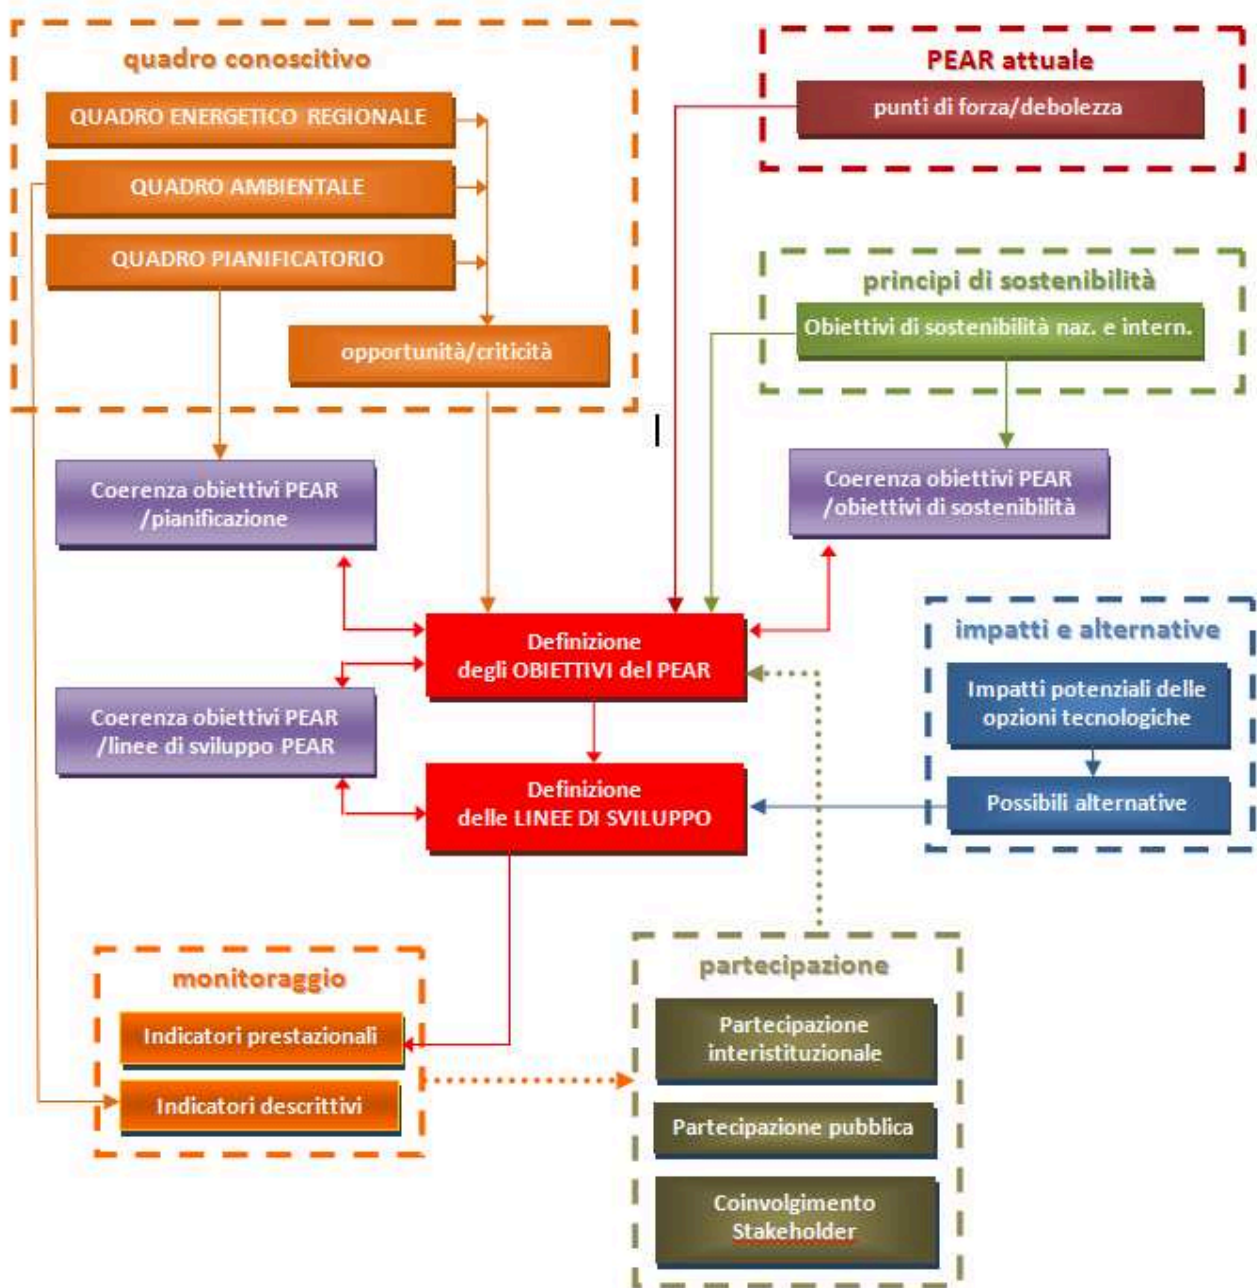 quadro conoscitivo
QUADRO ENERGETICO REGIONALE
QUADRO AMBIENTALE
QUADRO PIANIFICATORIO
opportunità/criticità
PEAR attuale
punti di forza/debolezza
principi di sostenibilità
Obiettivi di sostenibilità naz. e intern.
Coerenza obiettivi PEAR
/pianificazione
Coerenza obiettivi PEAR
/obiettivi di sostenibilità
Definizione
degli OBIETTIVI del PEAR
impatti e alternative
Impatti potenziali delle
opzioni tecnologiche
Possibili alternative
Coerenza obiettivi PEAR
/linee di sviluppo PEAR
Definizione
delle LINEE DI SVILUPPO
monitoraggio
Indicatori prestazionali
Indicatori descrittivi
partecipazione
Partecipazione
interistituzionale
Partecipazione pubblica
Coinvolgimento
Stakeholder